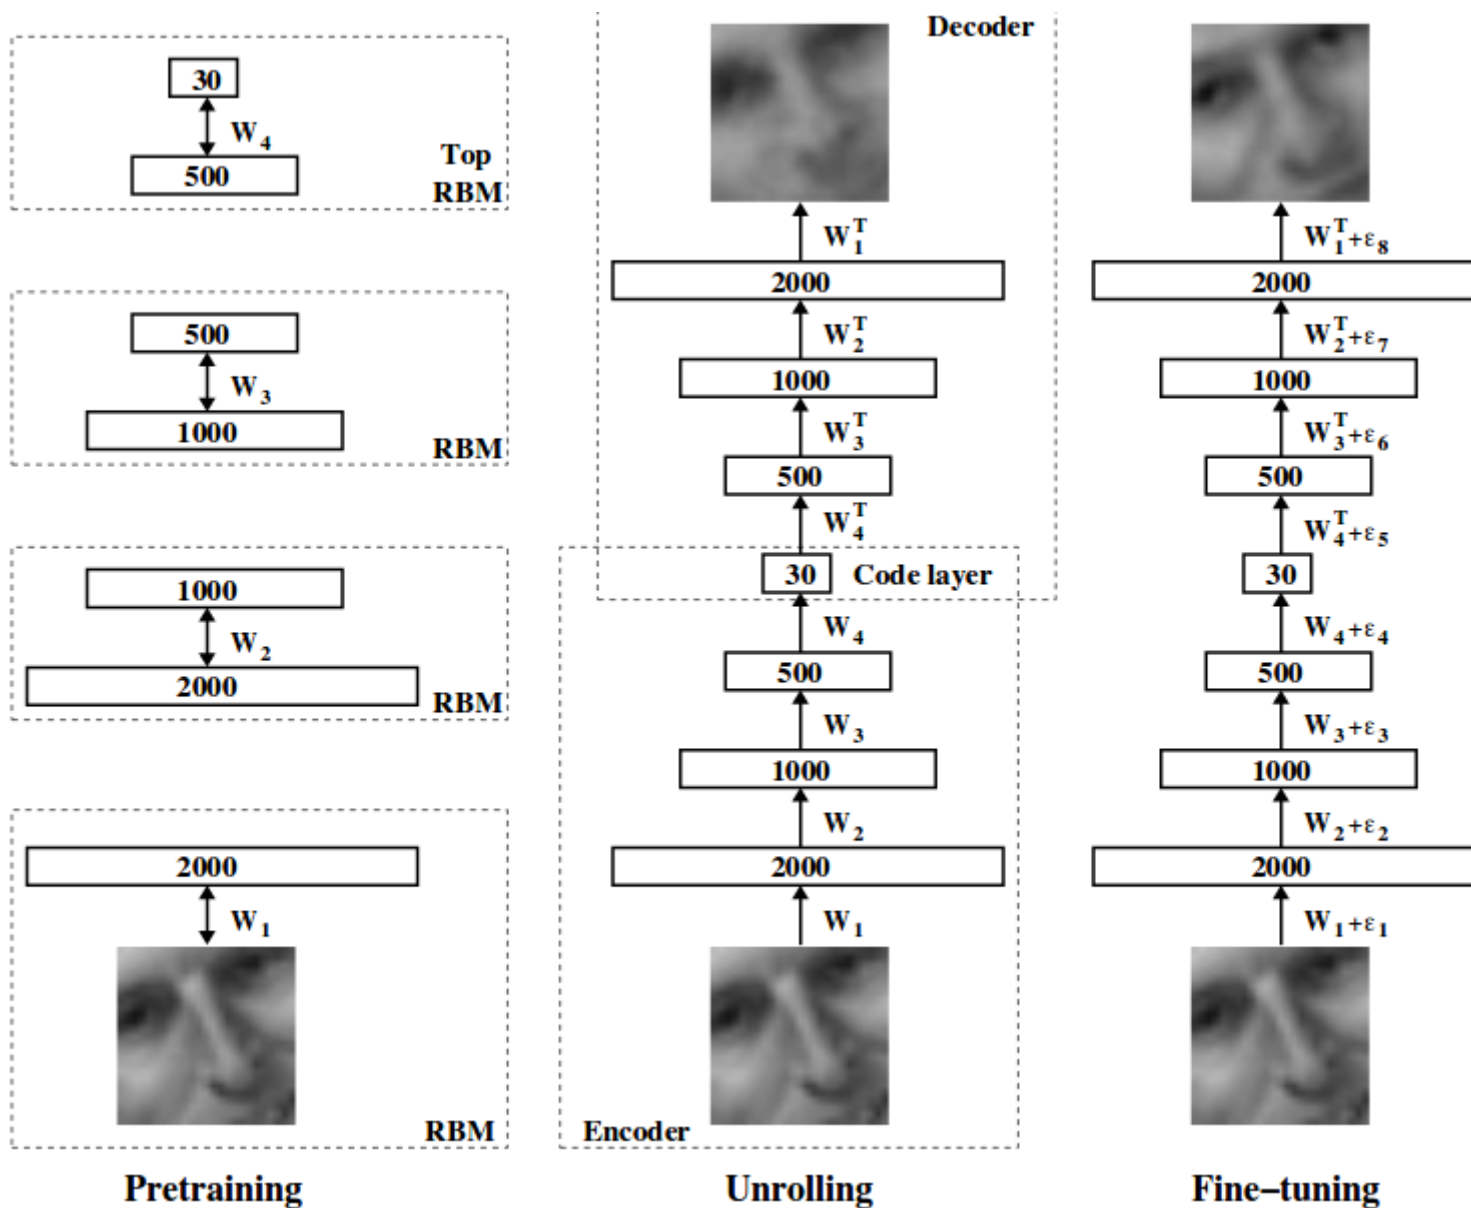 30
W₄
500
Top
RBM
500
W₃
1000
RBM
1000
W₂
2000
RBM
2000
W₁
RBM
Pretraining
Decoder
W₁ᵀ
2000
W₂ᵀ
1000
W₃ᵀ
500
W₄ᵀ
30 Code layer
W₄
500
W₃
1000
W₂
2000
W₁
Encoder
Unrolling
W₁ᵀ+ε₈
2000
W₂ᵀ+ε₇
1000
W₃ᵀ+ε₆
500
W₄ᵀ+ε₅
30
W₄+ε₄
500
W₃+ε₃
1000
W₂+ε₂
2000
W₁+ε₁
Fine–tuning